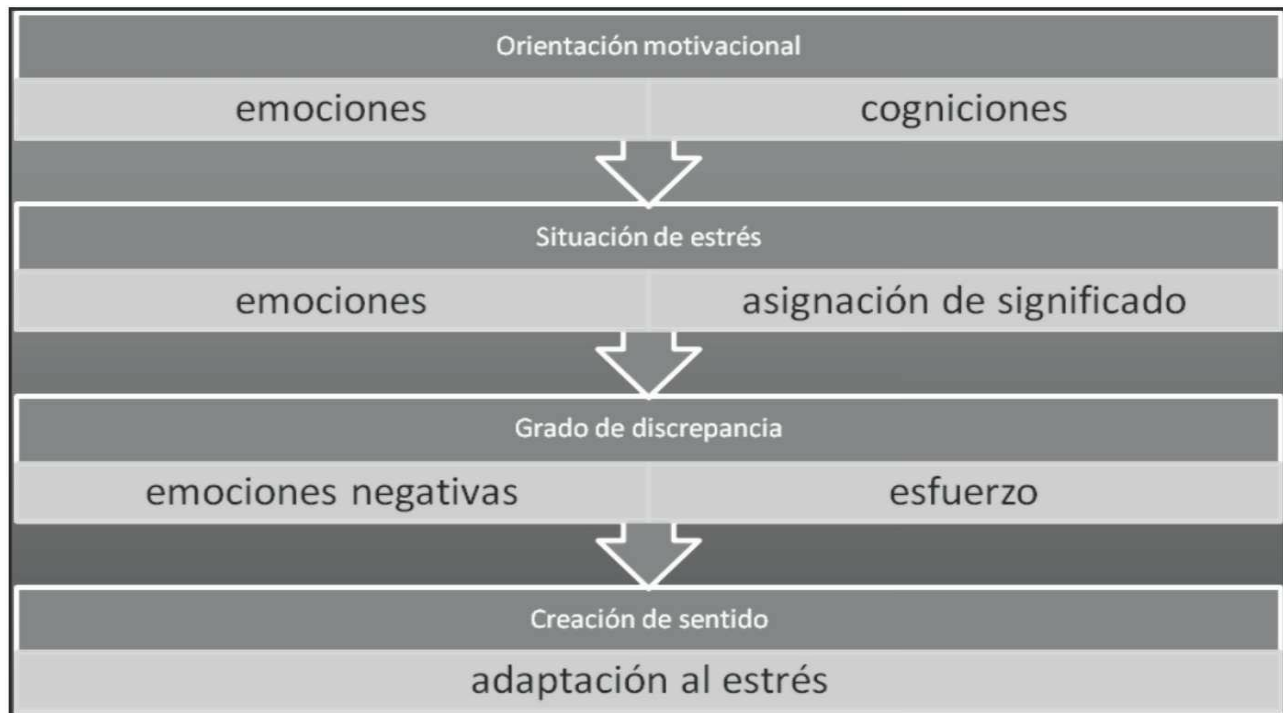 Orientación motivacional
emociones cogniciones
Situación de estrés
emociones asignación de significado
Grado de discrepancia
emociones negativas esfuerzo
Creación de sentido
adaptación al estrés